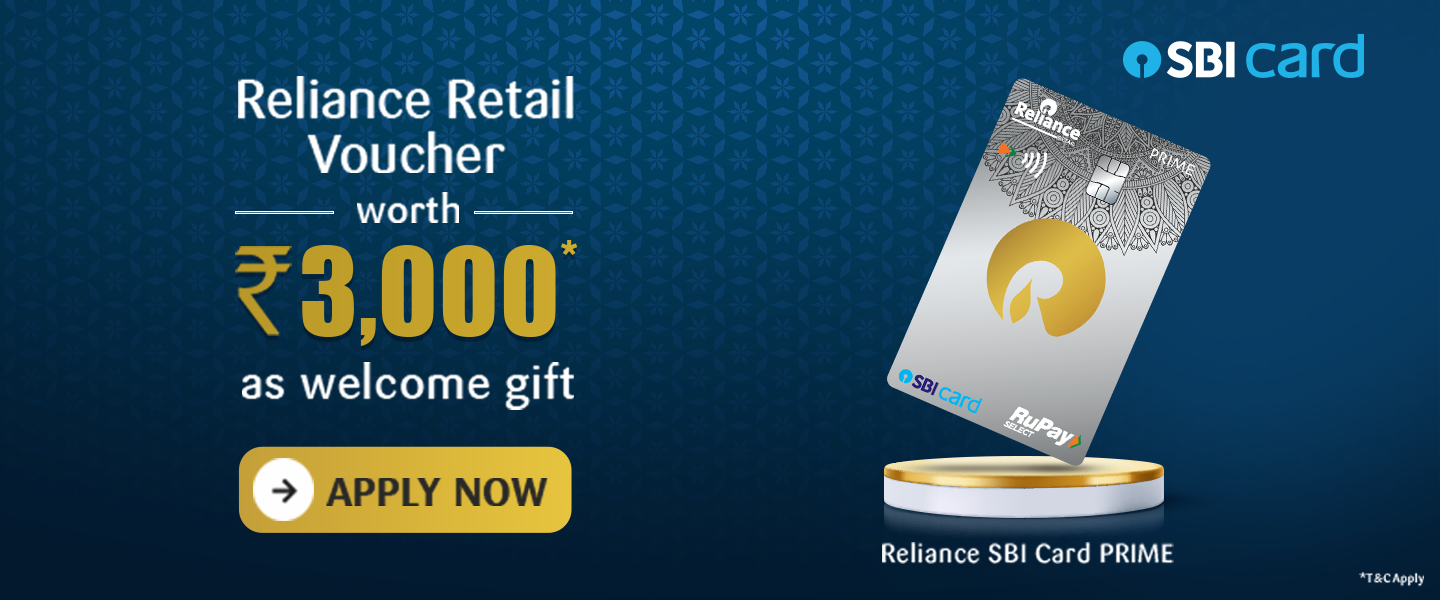 Reliance Retail
Voucher
worth
₹3,000*
as welcome gift
APPLY NOW
SBI card
Reliance
PRIME
SBI card
RuPay
SELECT
Reliance SBI Card PRIME
*T&C Apply